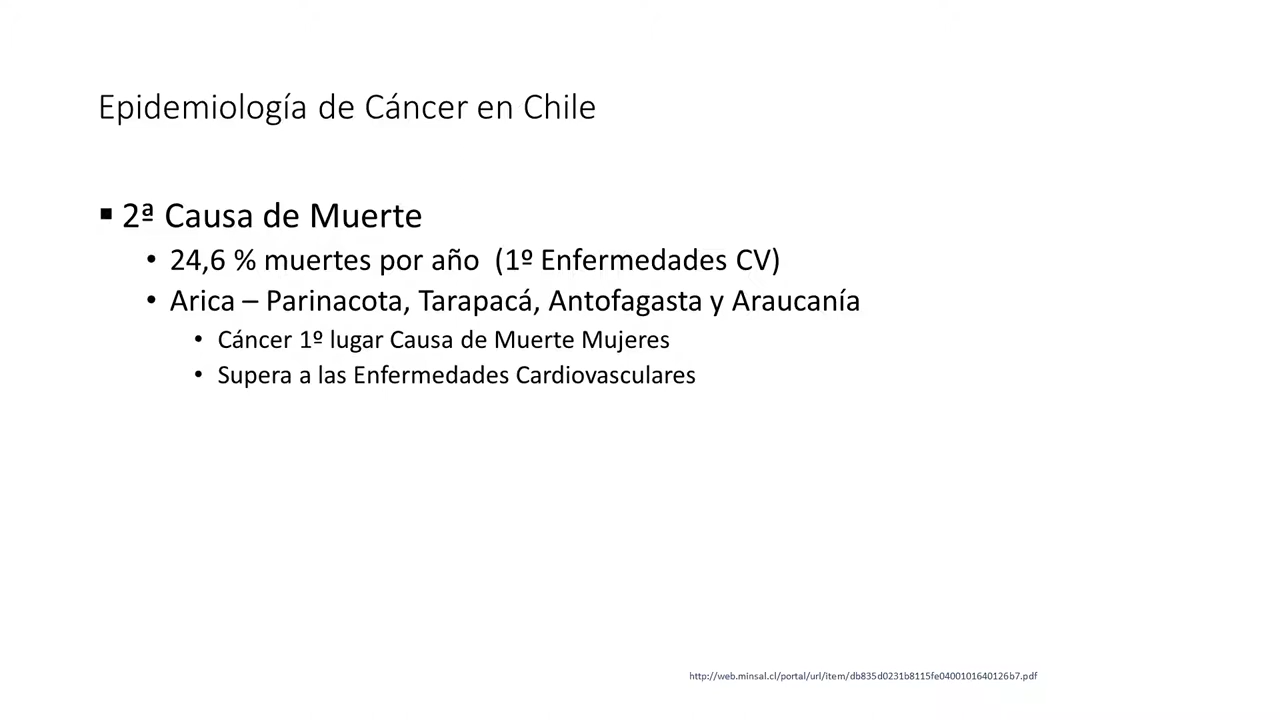 Epidemiología de Cáncer en Chile
▪ 2ª Causa de Muerte
• 24,6 % muertes por año (1º Enfermedades CV)
• Arica – Parinacota, Tarapacá, Antofagasta y Araucanía
• Cáncer 1º lugar Causa de Muerte Mujeres
• Supera a las Enfermedades Cardiovasculares
http://web.minsal.cl/portal/url/item/db835d0231b8115fe0400101640126b7.pdf